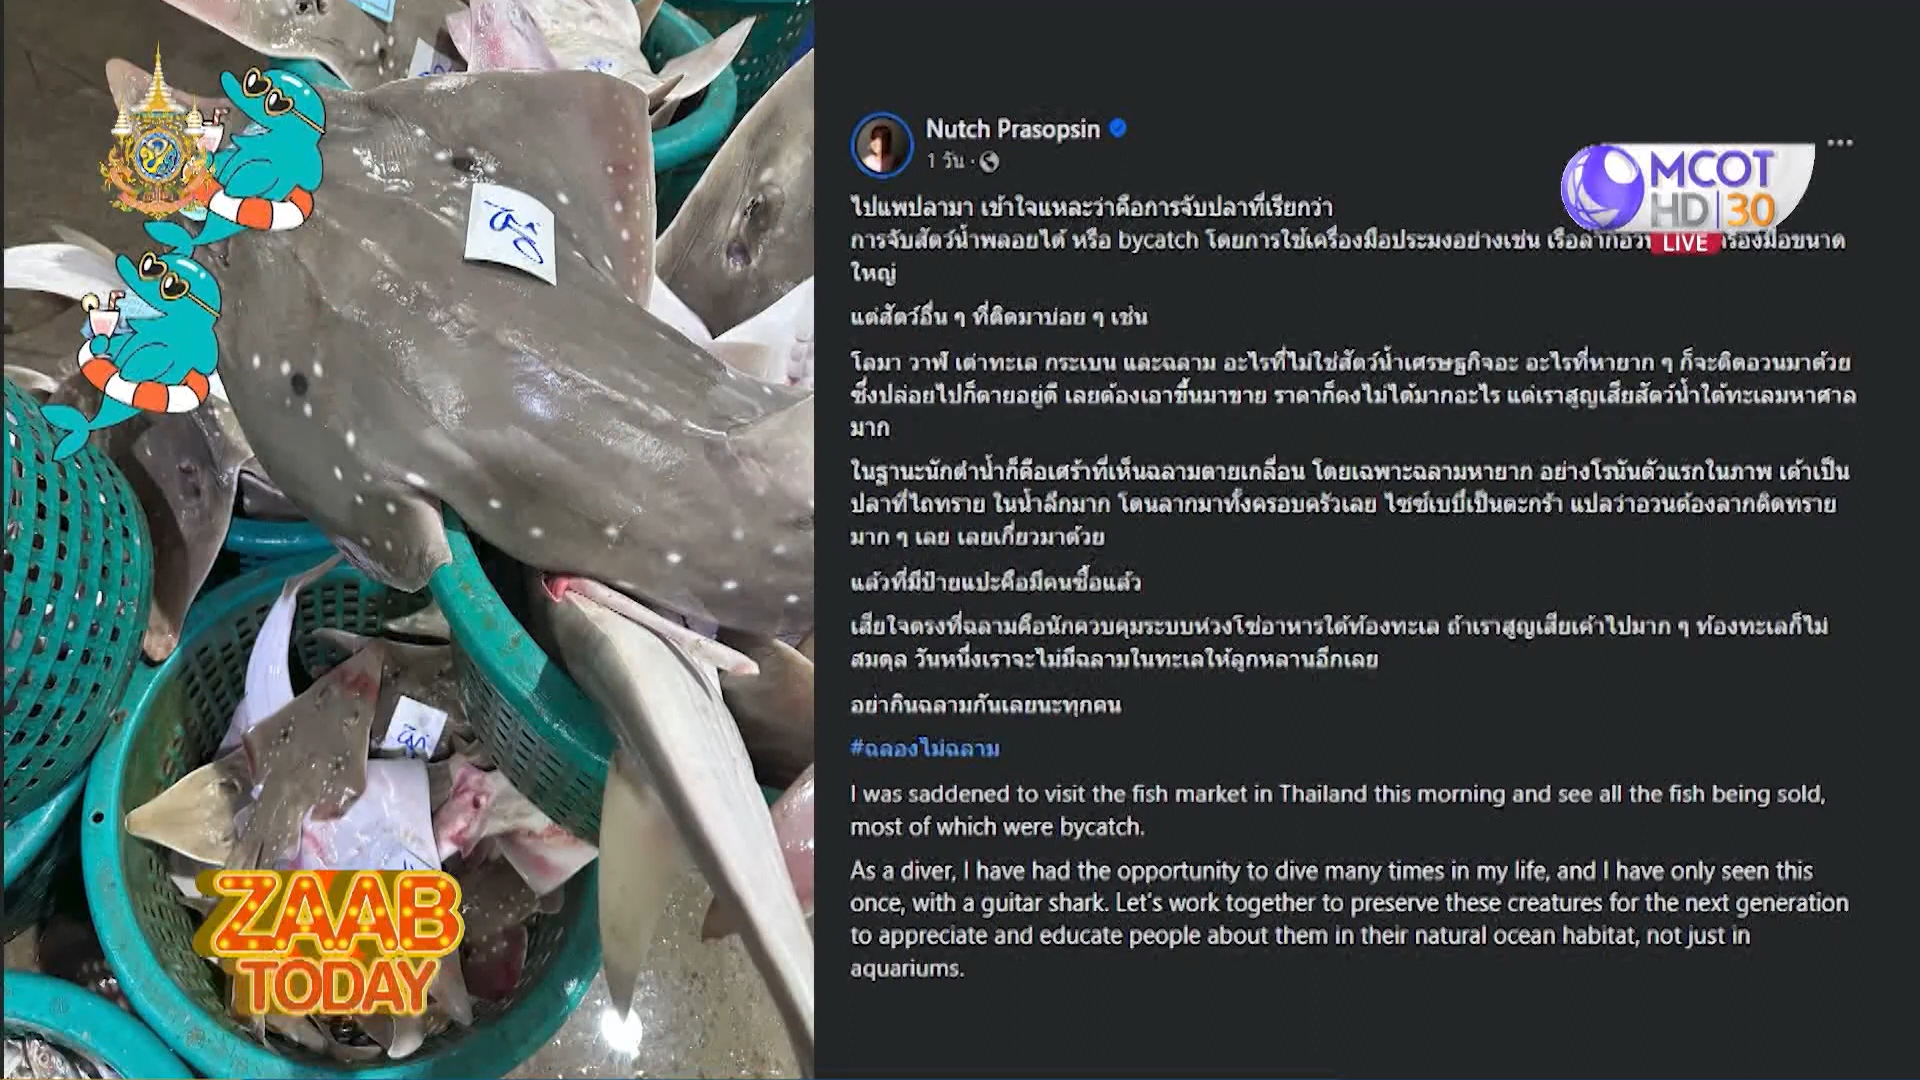 Nutch Prasopsin
1 วัน ·
MCOT
HD 30
LIVE
ไปแพปลามา เข้าใจแหละว่าคือการจับปลาที่เรียกว่า
การจับสัตว์น้ำพลอยได้ หรือ bycatch โดยการใช้เครื่องมือประมงอย่างเช่น เรือลากอวน
เครื่องมือขนาด
ใหญ่
แต่สัตว์อื่น ๆ ที่ติดมาบ่อย ๆ เช่น
โลมา วาฬ เต่าทะเล กระเบน และฉลาม อะไรที่ไม่ใช่สัตว์น้ำเศรษฐกิจอะ อะไรที่หายาก ๆ ก็จะติดอวนมาด้วย
ซึ่งปล่อยไปก็ตายอยู่ดี เลยต้องเอาขึ้นมาขาย ราคาก็คงไม่ได้มากอะไร แต่เราสูญเสียสัตว์น้ำใต้ทะเลมหาศาล
มาก
ในฐานะนักดำน้ำก็คือเศร้าที่เห็นฉลามตายเกลื่อน โดยเฉพาะฉลามหายาก อย่างโรนันตัวแรกในภาพ เค้าเป็น
ปลาที่ไถทราย ในน้ำลึกมาก โดนลากมาทั้งครอบครัวเลย ไซซ์เบบี๋เป็นตะกร้า แปลว่าอวนต้องลากติดทราย
มาก ๆ เลย เลยเกี่ยวมาด้วย
แล้วที่มีป้ายแปะคือมีคนซื้อแล้ว
เสียใจตรงที่ฉลามคือนักควบคุมระบบห่วงโซ่อาหารใต้ท้องทะเล ถ้าเราสูญเสียเค้าไปมาก ๆ ท้องทะเลก็ไม่
สมดุล วันหนึ่งเราจะไม่มีฉลามในทะเลให้ลูกหลานอีกเลย
อย่ากินฉลามกันเลยนะทุกคน
#ฉลองไม่ฉลาม
I was saddened to visit the fish market in Thailand this morning and see all the fish being sold,
most of which were bycatch.
As a diver, I have had the opportunity to dive many times in my life, and I have only seen this
once, with a guitar shark. Let's work together to preserve these creatures for the next generation
to appreciate and educate people about them in their natural ocean habitat, not just in
aquariums.
ZAAB
TODAY